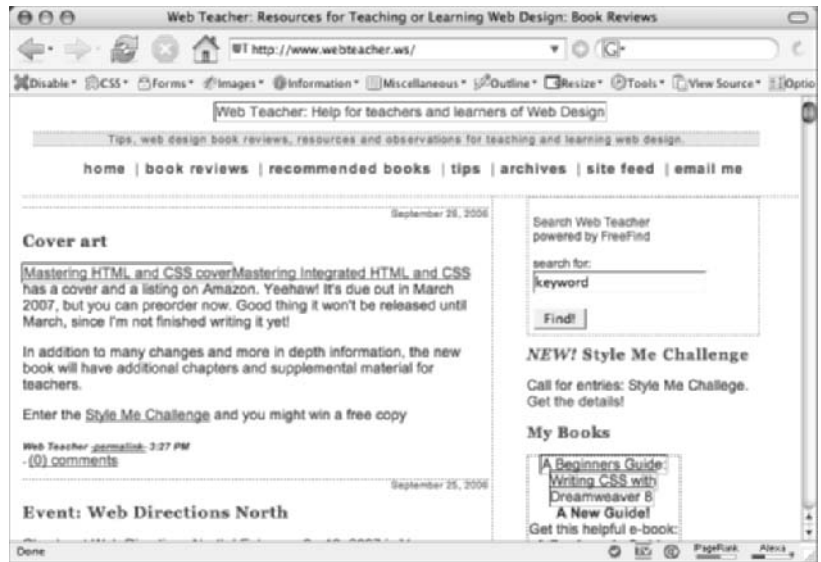 Web Teacher: Resources for Teaching or Learning Web Design: Book Reviews
http://www.webteacher.ws/
G
Disable CSS Forms Images Information Miscellaneous Outline Resize Tools View Source Optio
Web Teacher: Help for teachers and learners of Web Design
Tips, web design book reviews, resources and observations for teaching and learning web design.
home | book reviews | recommended books | tips | archives | site feed | email me
September 26, 2006
Cover art
Mastering HTML and CSS coverMastering Integrated HTML and CSS
has a cover and a listing on Amazon. Yeehaw! It's due out in March
2007, but you can preorder now. Good thing it won't be released until
March, since I'm not finished writing it yet!
In addition to many changes and more in depth information, the new
book will have additional chapters and supplemental material for
teachers.
Enter the Style Me Challenge and you might win a free copy
Web Teacher -permalink- 3:27 PM
- (0) comments
September 25, 2006
Event: Web Directions North
Search Web Teacher
powered by FreeFind
search for:
keyword
Find!
NEW! Style Me Challenge
Call for entries: Style Me Challege.
Get the details!
My Books
A Beginners Guide:
Writing CSS with
Dreamweaver 8
A New Guide!
Get this helpful e-book:
Done
PageRank Alexa